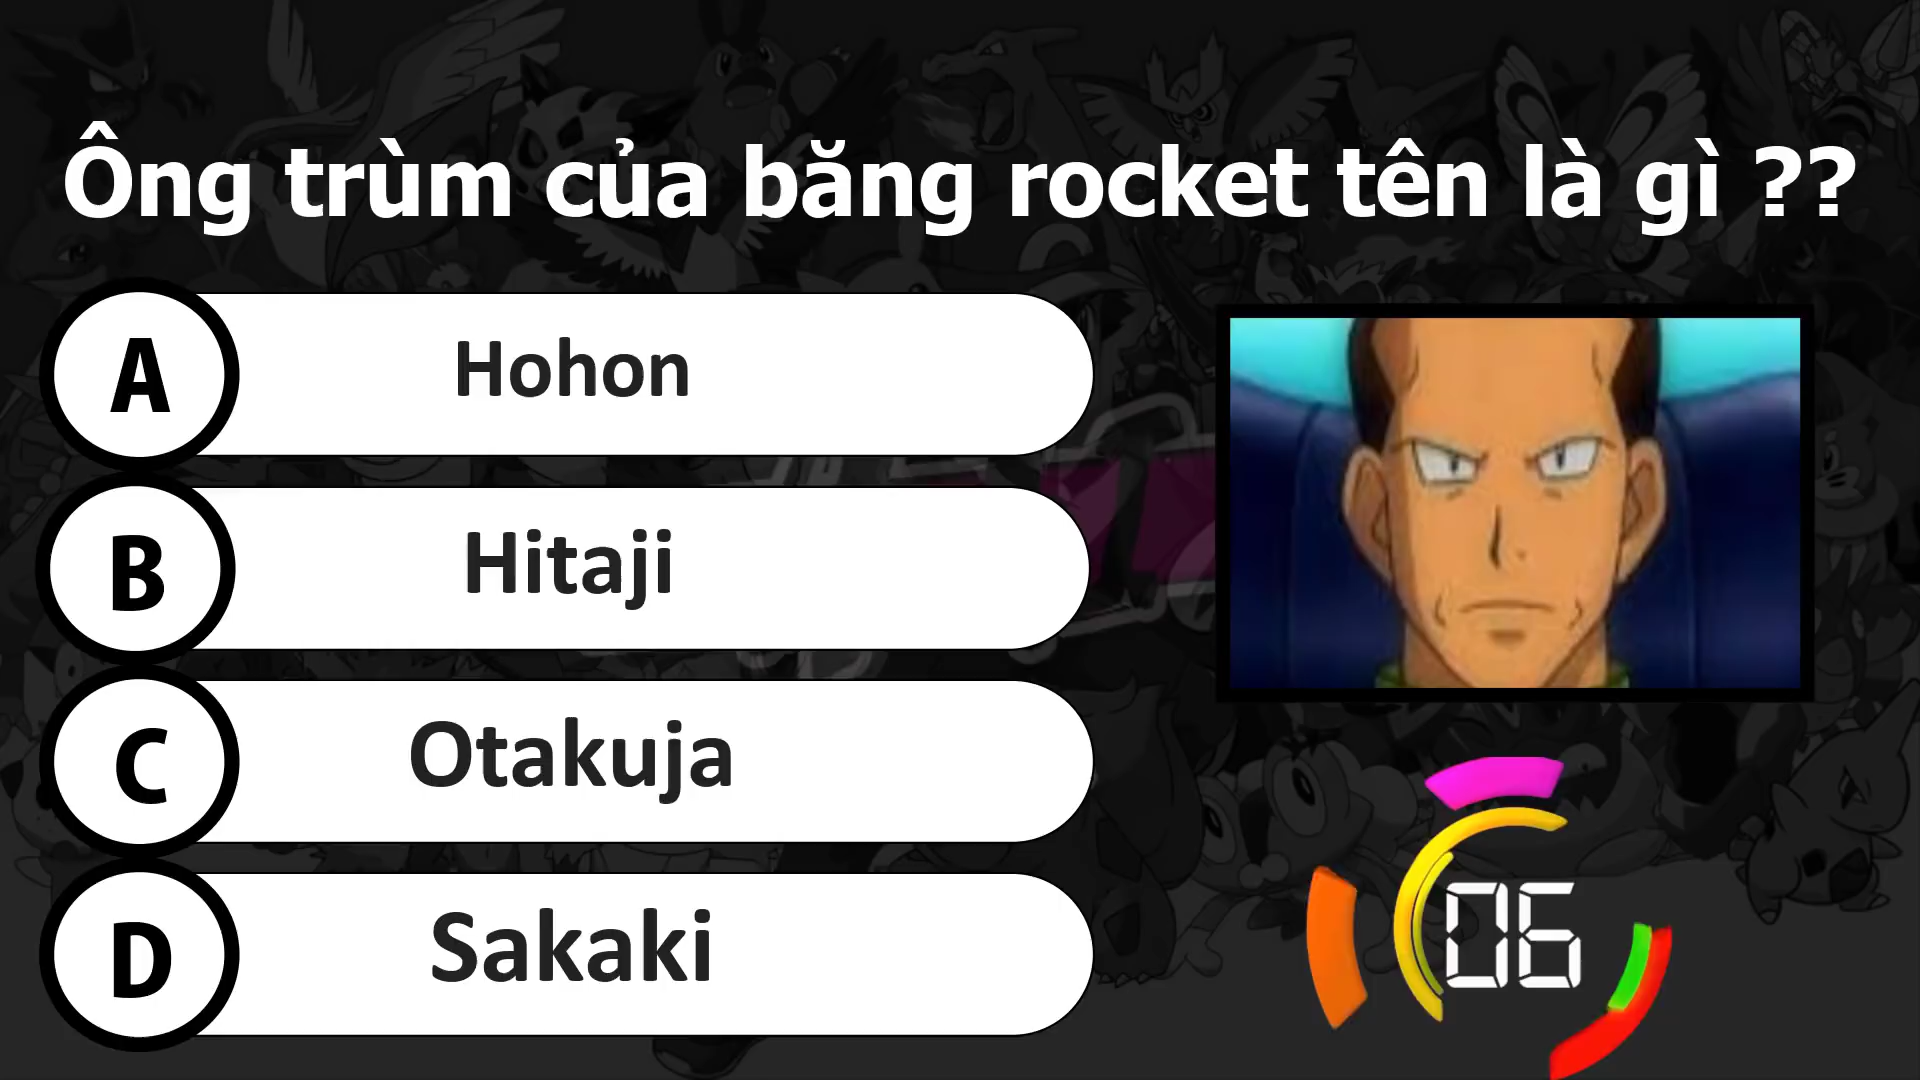 Ông trùm của băng rocket tên là gì ??
A Hohon
B Hitaji
C Otakuja
D Sakaki
06